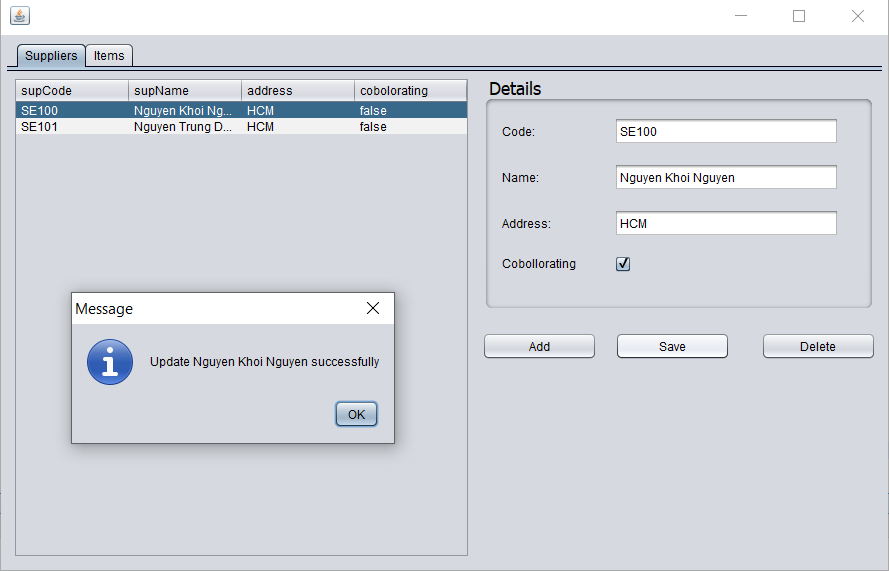 Suppliers Items
supCode supName address cobolorating
SE100 Nguyen Khoi Ng... HCM false
SE101 Nguyen Trung D... HCM false
Details
Code: SE100
Name: Nguyen Khoi Nguyen
Address: HCM
Cobollorating
Add Save Delete
Message
Update Nguyen Khoi Nguyen successfully
OK